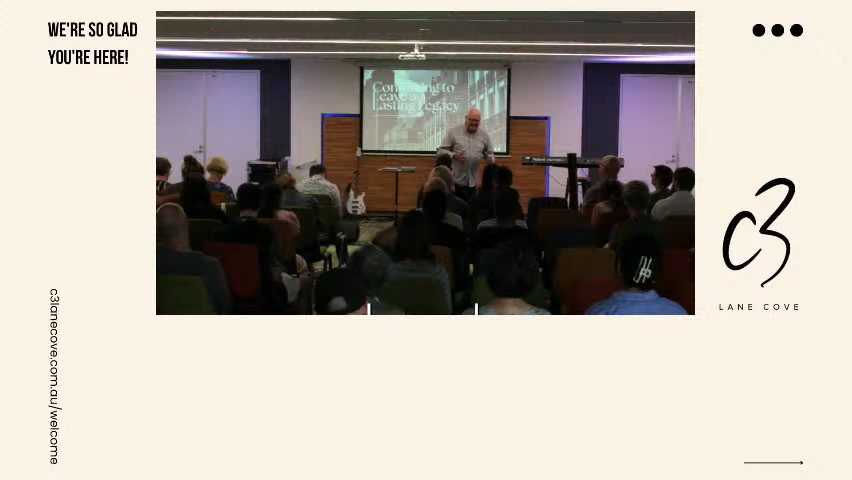 WE'RE SO GLAD
YOU'RE HERE!
Continuing to
Leave a
Lasting Legacy
c3
LANE COVE
c3lanecove.com.au/welcome